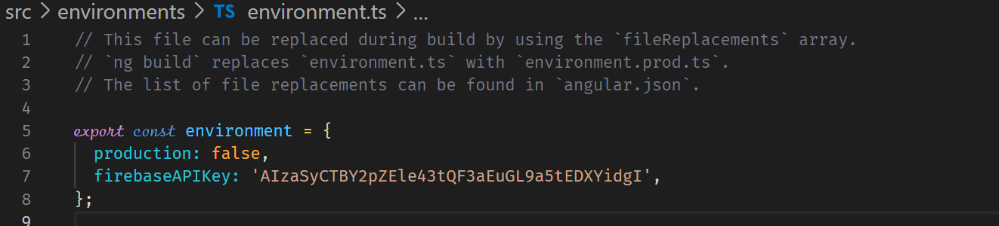 src > environments > TS environment.ts > ...
1 // This file can be replaced during build by using the `fileReplacements` array.
2 // `ng build` replaces `environment.ts` with `environment.prod.ts`.
3 // The list of file replacements can be found in `angular.json`.
4
5 export const environment = {
6 production: false,
7 firebaseAPIKey: 'AIzaSyCTBY2pZEle43tQF3aEuGL9a5tEDXYidgI',
8 };
9